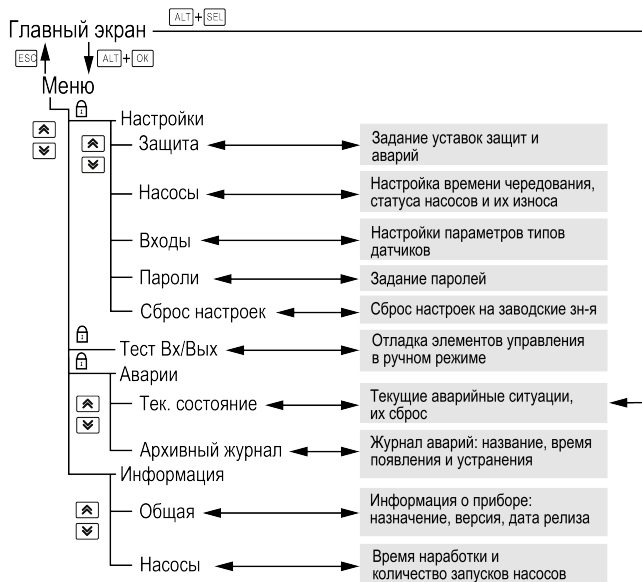 Главный экран
ALT + SEL
ESC
ALT + OK
Меню
Настройки
Защита
Задание уставок защит и
аварий
Насосы
Настройка времени чередования,
статуса насосов и их износа
Входы
Настройки параметров типов
датчиков
Пароли
Задание паролей
Сброс настроек
Сброс настроек на заводские зн-я
Тест Вх/Вых
Отладка элементов управления
в ручном режиме
Аварии
Тек. состояние
Текущие аварийные ситуации,
их сброс
Архивный журнал
Журнал аварий: название, время
появления и устранения
Информация
Общая
Информация о приборе:
назначение, версия, дата релиза
Насосы
Время наработки и
количество запусков насосов